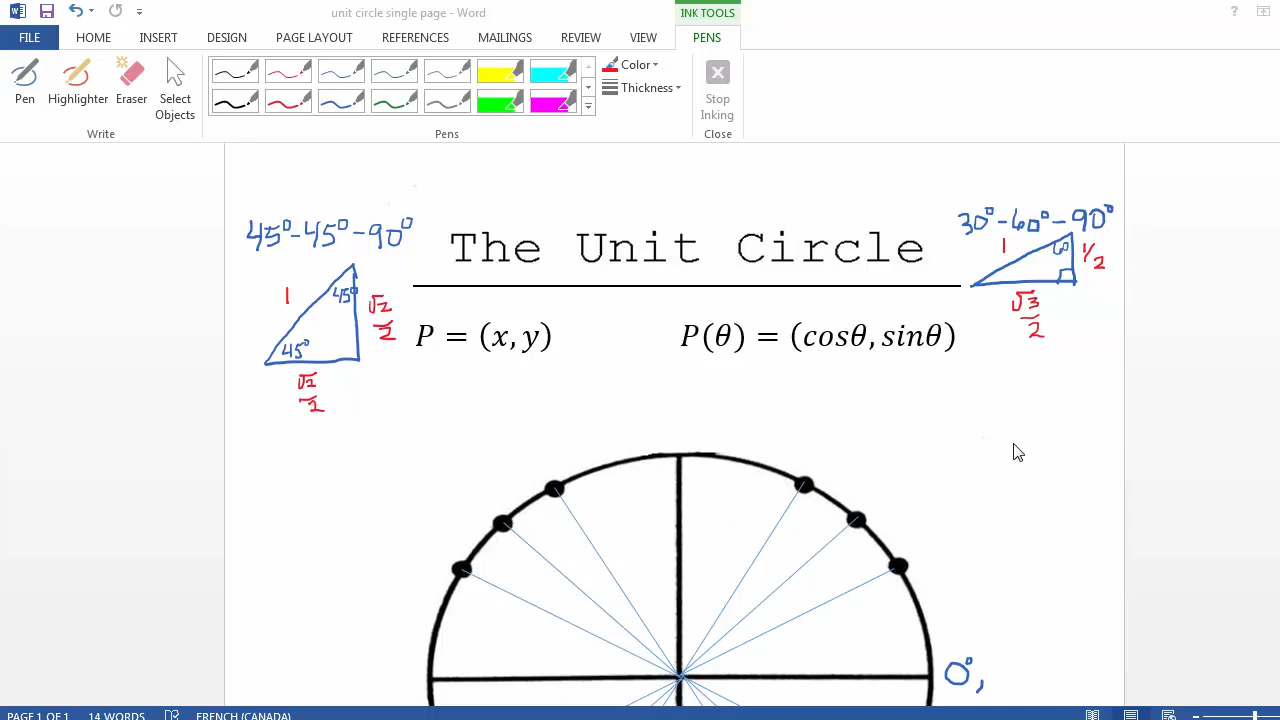 unit circle single page - Word
INK TOOLS
?
FILE HOME INSERT DESIGN PAGE LAYOUT REFERENCES MAILINGS REVIEW VIEW PENS
Pen Highlighter Eraser Select Objects
Color
Thickness
Stop Inking
Write Pens Close
45°-45°-90°
The Unit Circle
30°-60°-90°
1
45°
√2/2
45°
√2/2
1
60
1/2
√3/2
P = (x, y)
P(θ) = (cosθ, sinθ)
0°,
PAGE 1 OF 1 14 WORDS FRENCH (CANADA)